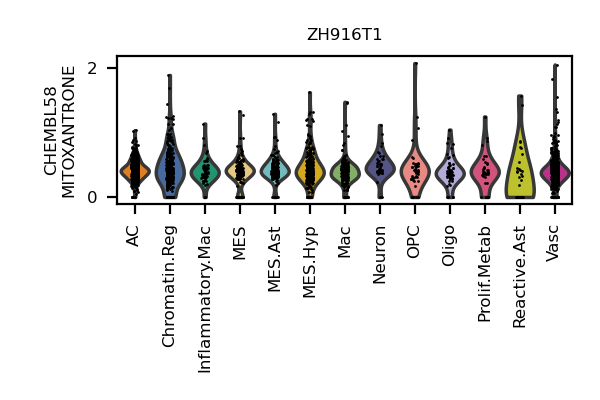 ZH916T1
CHEMBL58
MITOXANTRONE
2
0
AC
Chromatin.Reg
Inflammatory.Mac
MES
MES.Ast
MES.Hyp
Mac
Neuron
OPC
Oligo
Prolif.Metab
Reactive.Ast
Vasc